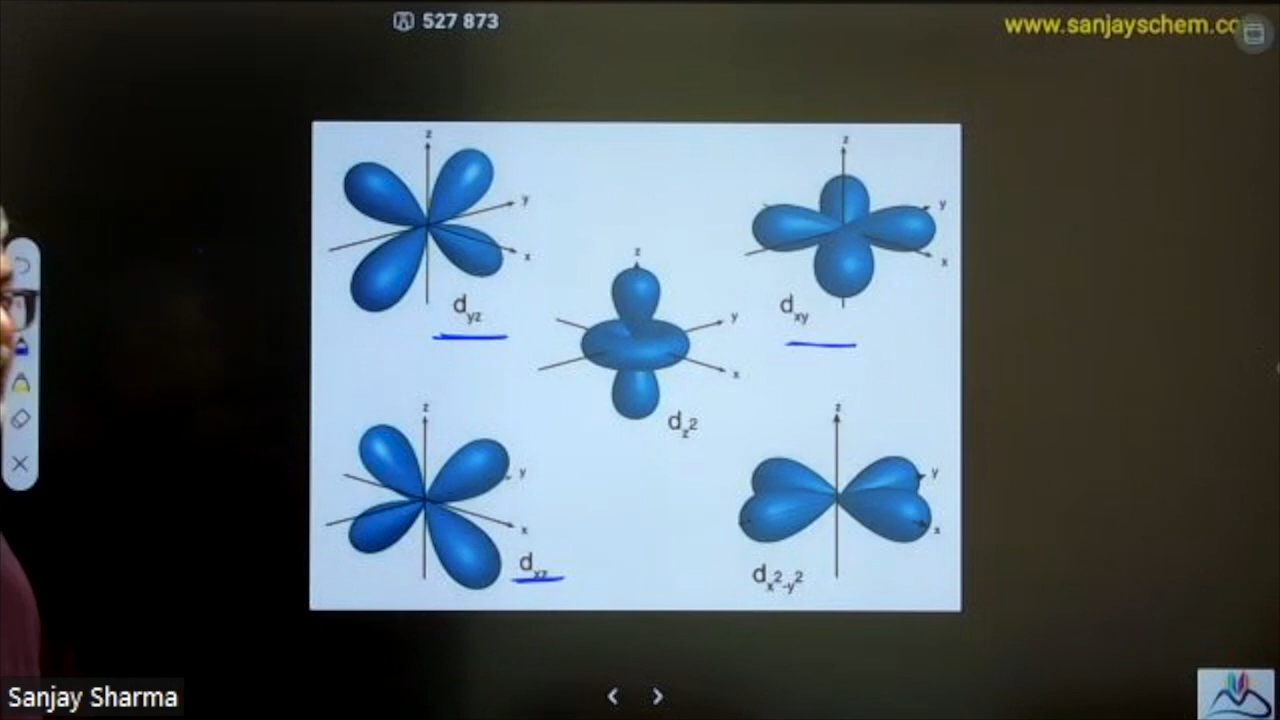 527 873
www.sanjayschem.co
z
y
x
d_yz
z
y
x
d_xy
z
y
x
d_z²
z
y
x
d_xz
z
y
x
d_x²-y²
Sanjay Sharma